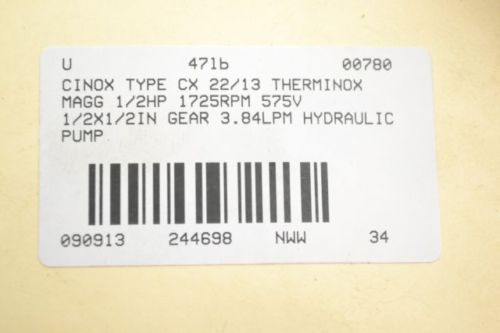 U 47lb 00780
CINOX TYPE CX 22/13 THERMINOX
MAGG 1/2HP 1725RPM 575V
1/2X1/2IN GEAR 3.84LPM HYDRAULIC
PUMP
090913 244698 NWW 34